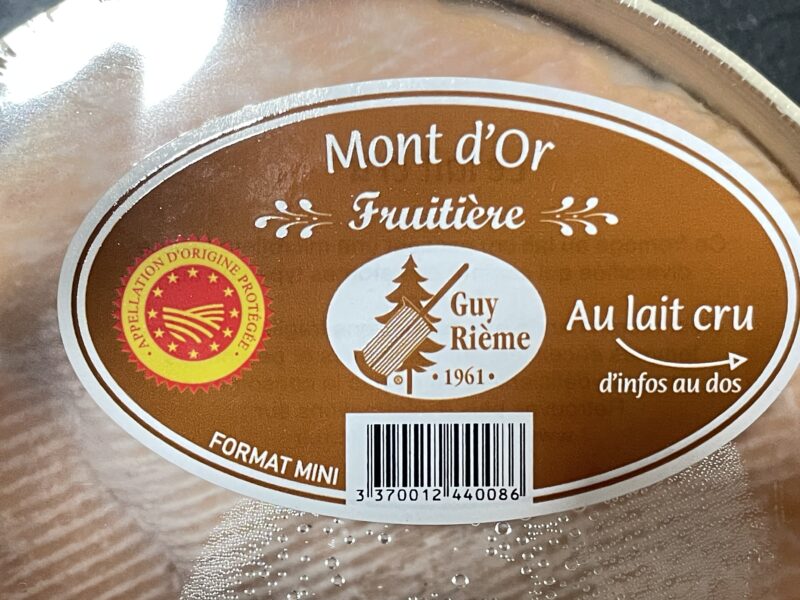 Mont d'Or
Fruitière
• APPELLATION D'ORIGINE PROTÉGÉE •
Guy
Rième
• 1961 •
Au lait cru
d'infos au dos
FORMAT MINI
3 370012 440086